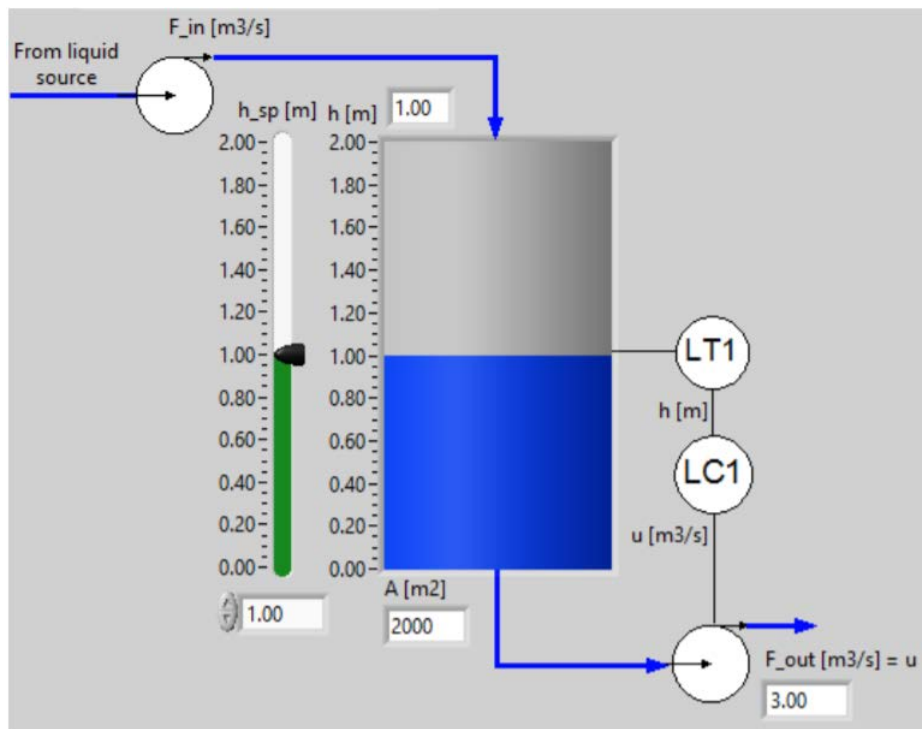 F_in [m3/s]
From liquid
source
h_sp [m]
h [m]
1.00
2.00
1.80
1.60
1.40
1.20
1.00
0.80
0.60
0.40
0.20
0.00
2.00
1.80
1.60
1.40
1.20
1.00
0.80
0.60
0.40
0.20
0.00
LT1
h [m]
LC1
u [m3/s]
1.00
A [m2]
2000
F_out [m3/s] = u
3.00